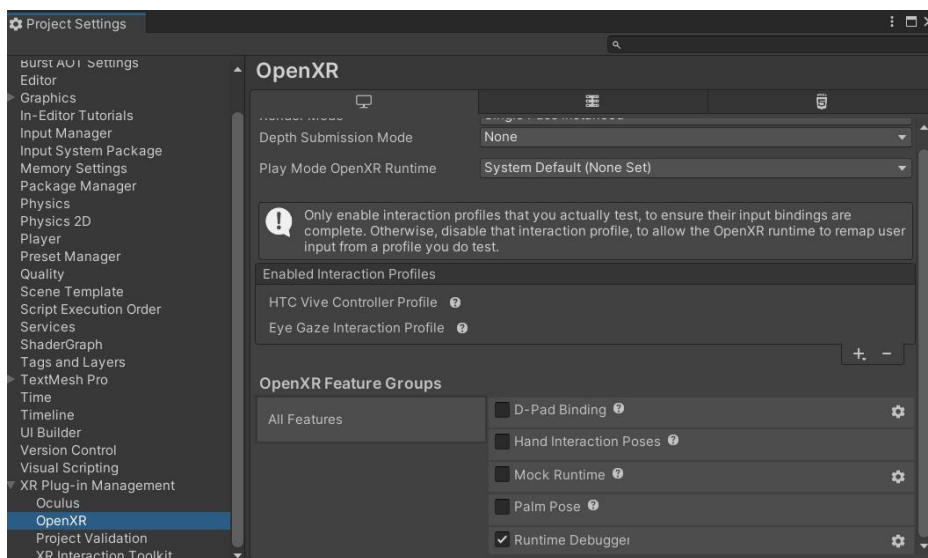 Project Settings
Burst AOT Settings
Editor
Graphics
In-Editor Tutorials
Input Manager
Input System Package
Memory Settings
Package Manager
Physics
Physics 2D
Player
Preset Manager
Quality
Scene Template
Script Execution Order
Services
ShaderGraph
Tags and Layers
TextMesh Pro
Time
Timeline
UI Builder
Version Control
Visual Scripting
XR Plug-in Management
Oculus
OpenXR
Project Validation
XR Interaction Toolkit
OpenXR
Render Mode Single Pass Instanced
Depth Submission Mode None
Play Mode OpenXR Runtime System Default (None Set)
Only enable interaction profiles that you actually test, to ensure their input bindings are
complete. Otherwise, disable that interaction profile, to allow the OpenXR runtime to remap user
input from a profile you do test.
Enabled Interaction Profiles
HTC Vive Controller Profile
Eye Gaze Interaction Profile
OpenXR Feature Groups
All Features
D-Pad Binding
Hand Interaction Poses
Mock Runtime
Palm Pose
Runtime Debugger